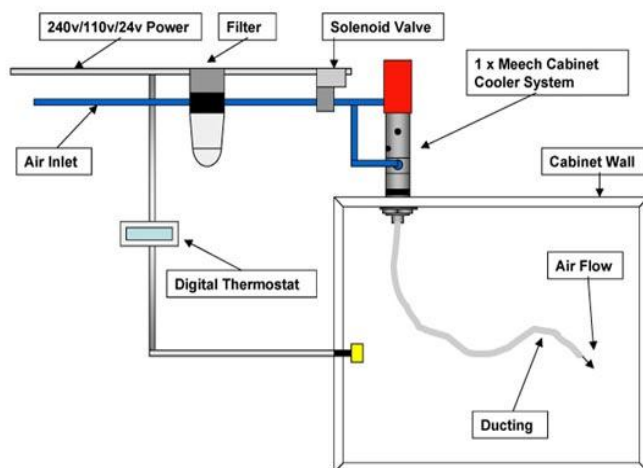 240v/110v/24v Power
Filter
Solenoid Valve
1 x Meech Cabinet
Cooler System
Air Inlet
Cabinet Wall
Digital Thermostat
Air Flow
Ducting